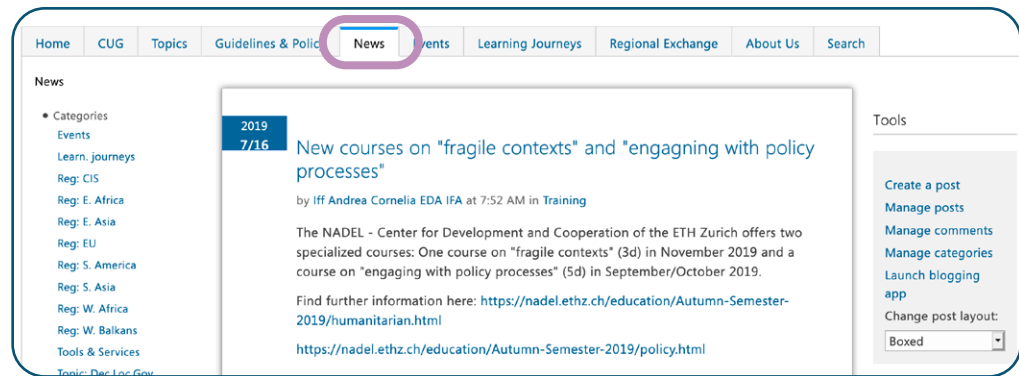 Home CUG Topics Guidelines & Polic News vents Learning Journeys Regional Exchange About Us Search
News
• Categories
Events
Learn. journeys
Reg: CIS
Reg: E. Africa
Reg: E. Asia
Reg: EU
Reg: S. America
Reg: S. Asia
Reg: W. Africa
Reg: W. Balkans
Tools & Services
Topic: Dec Loc Gov
2019
7/16
New courses on "fragile contexts" and "engagning with policy
processes"
by Iff Andrea Cornelia EDA IFA at 7:52 AM in Training
The NADEL - Center for Development and Cooperation of the ETH Zurich offers two
specialized courses: One course on "fragile contexts" (3d) in November 2019 and a
course on "engaging with policy processes" (5d) in September/October 2019.
Find further information here: https://nadel.ethz.ch/education/Autumn-Semester-
2019/humanitarian.html
https://nadel.ethz.ch/education/Autumn-Semester-2019/policy.html
Tools
Create a post
Manage posts
Manage comments
Manage categories
Launch blogging
app
Change post layout:
Boxed